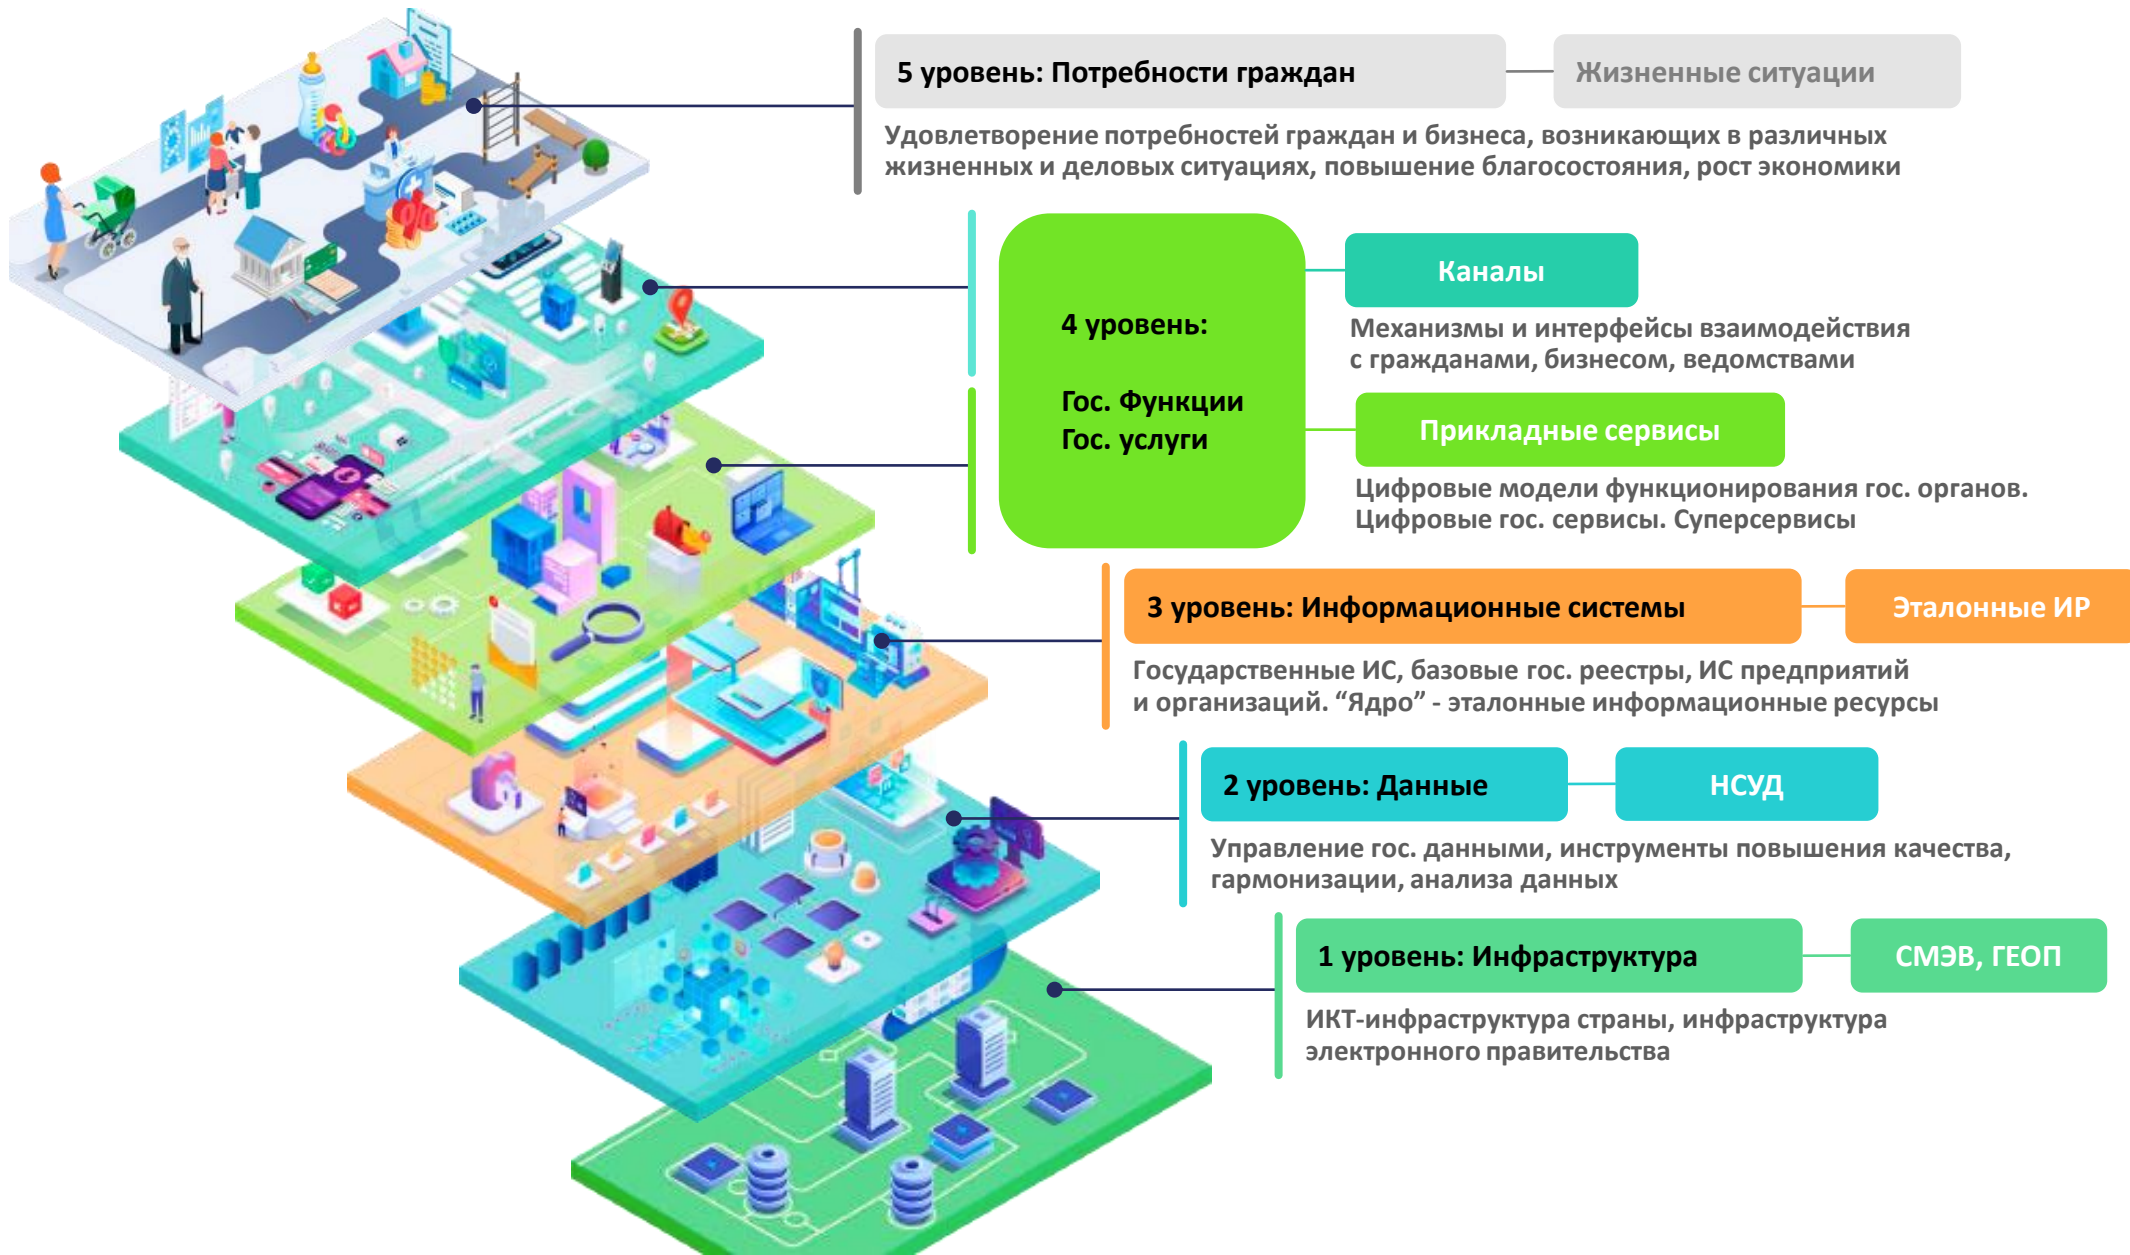 5 уровень: Потребности граждан
Жизненные ситуации
Удовлетворение потребностей граждан и бизнеса, возникающих в различных
жизненных и деловых ситуациях, повышение благосостояния, рост экономики
4 уровень:
Гос. Функции
Гос. услуги
Каналы
Механизмы и интерфейсы взаимодействия
с гражданами, бизнесом, ведомствами
Прикладные сервисы
Цифровые модели функционирования гос. органов.
Цифровые гос. сервисы. Суперсервисы
3 уровень: Информационные системы
Эталонные ИР
Государственные ИС, базовые гос. реестры, ИС предприятий
и организаций. “Ядро” - эталонные информационные ресурсы
2 уровень: Данные
НСУД
Управление гос. данными, инструменты повышения качества,
гармонизации, анализа данных
1 уровень: Инфраструктура
СМЭВ, ГЕОП
ИКТ-инфраструктура страны, инфраструктура
электронного правительства